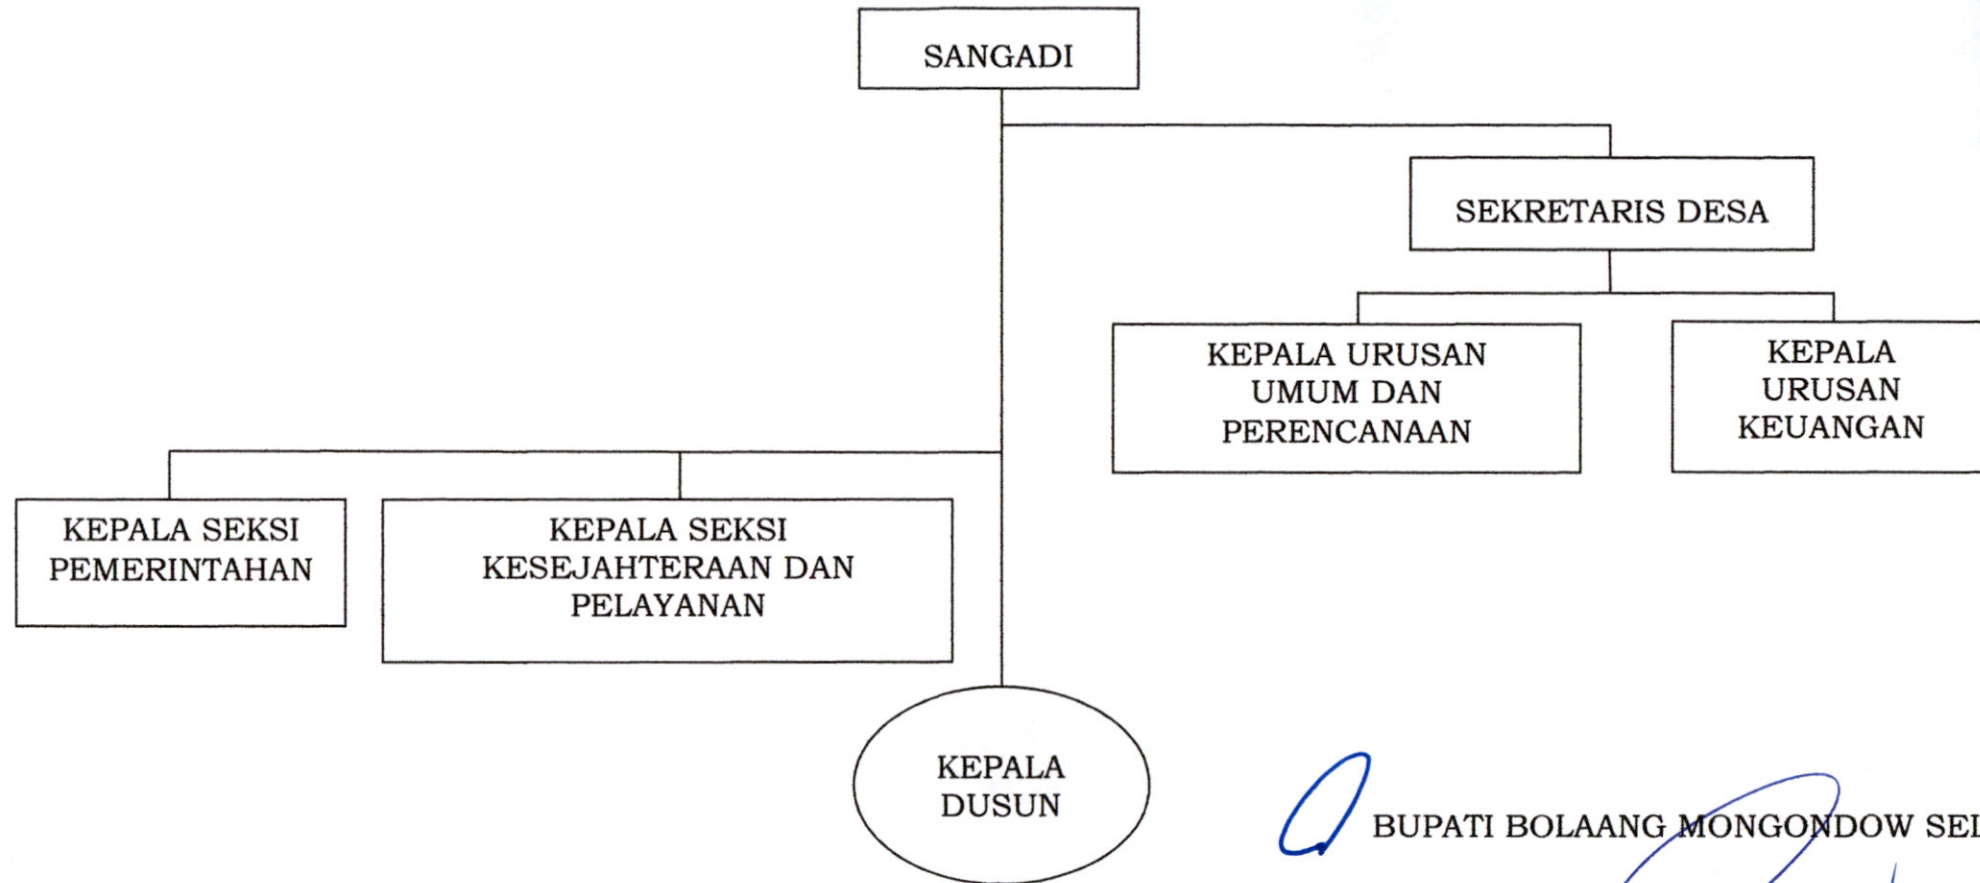 SANGADI
SEKRETARIS DESA
KEPALA URUSAN
UMUM DAN
PERENCANAAN
KEPALA
URUSAN
KEUANGAN
KEPALA SEKSI
PEMERINTAHAN
KEPALA SEKSI
KESEJAHTERAAN DAN
PELAYANAN
KEPALA
DUSUN
BUPATI BOLAANG MONGONDOW SEL